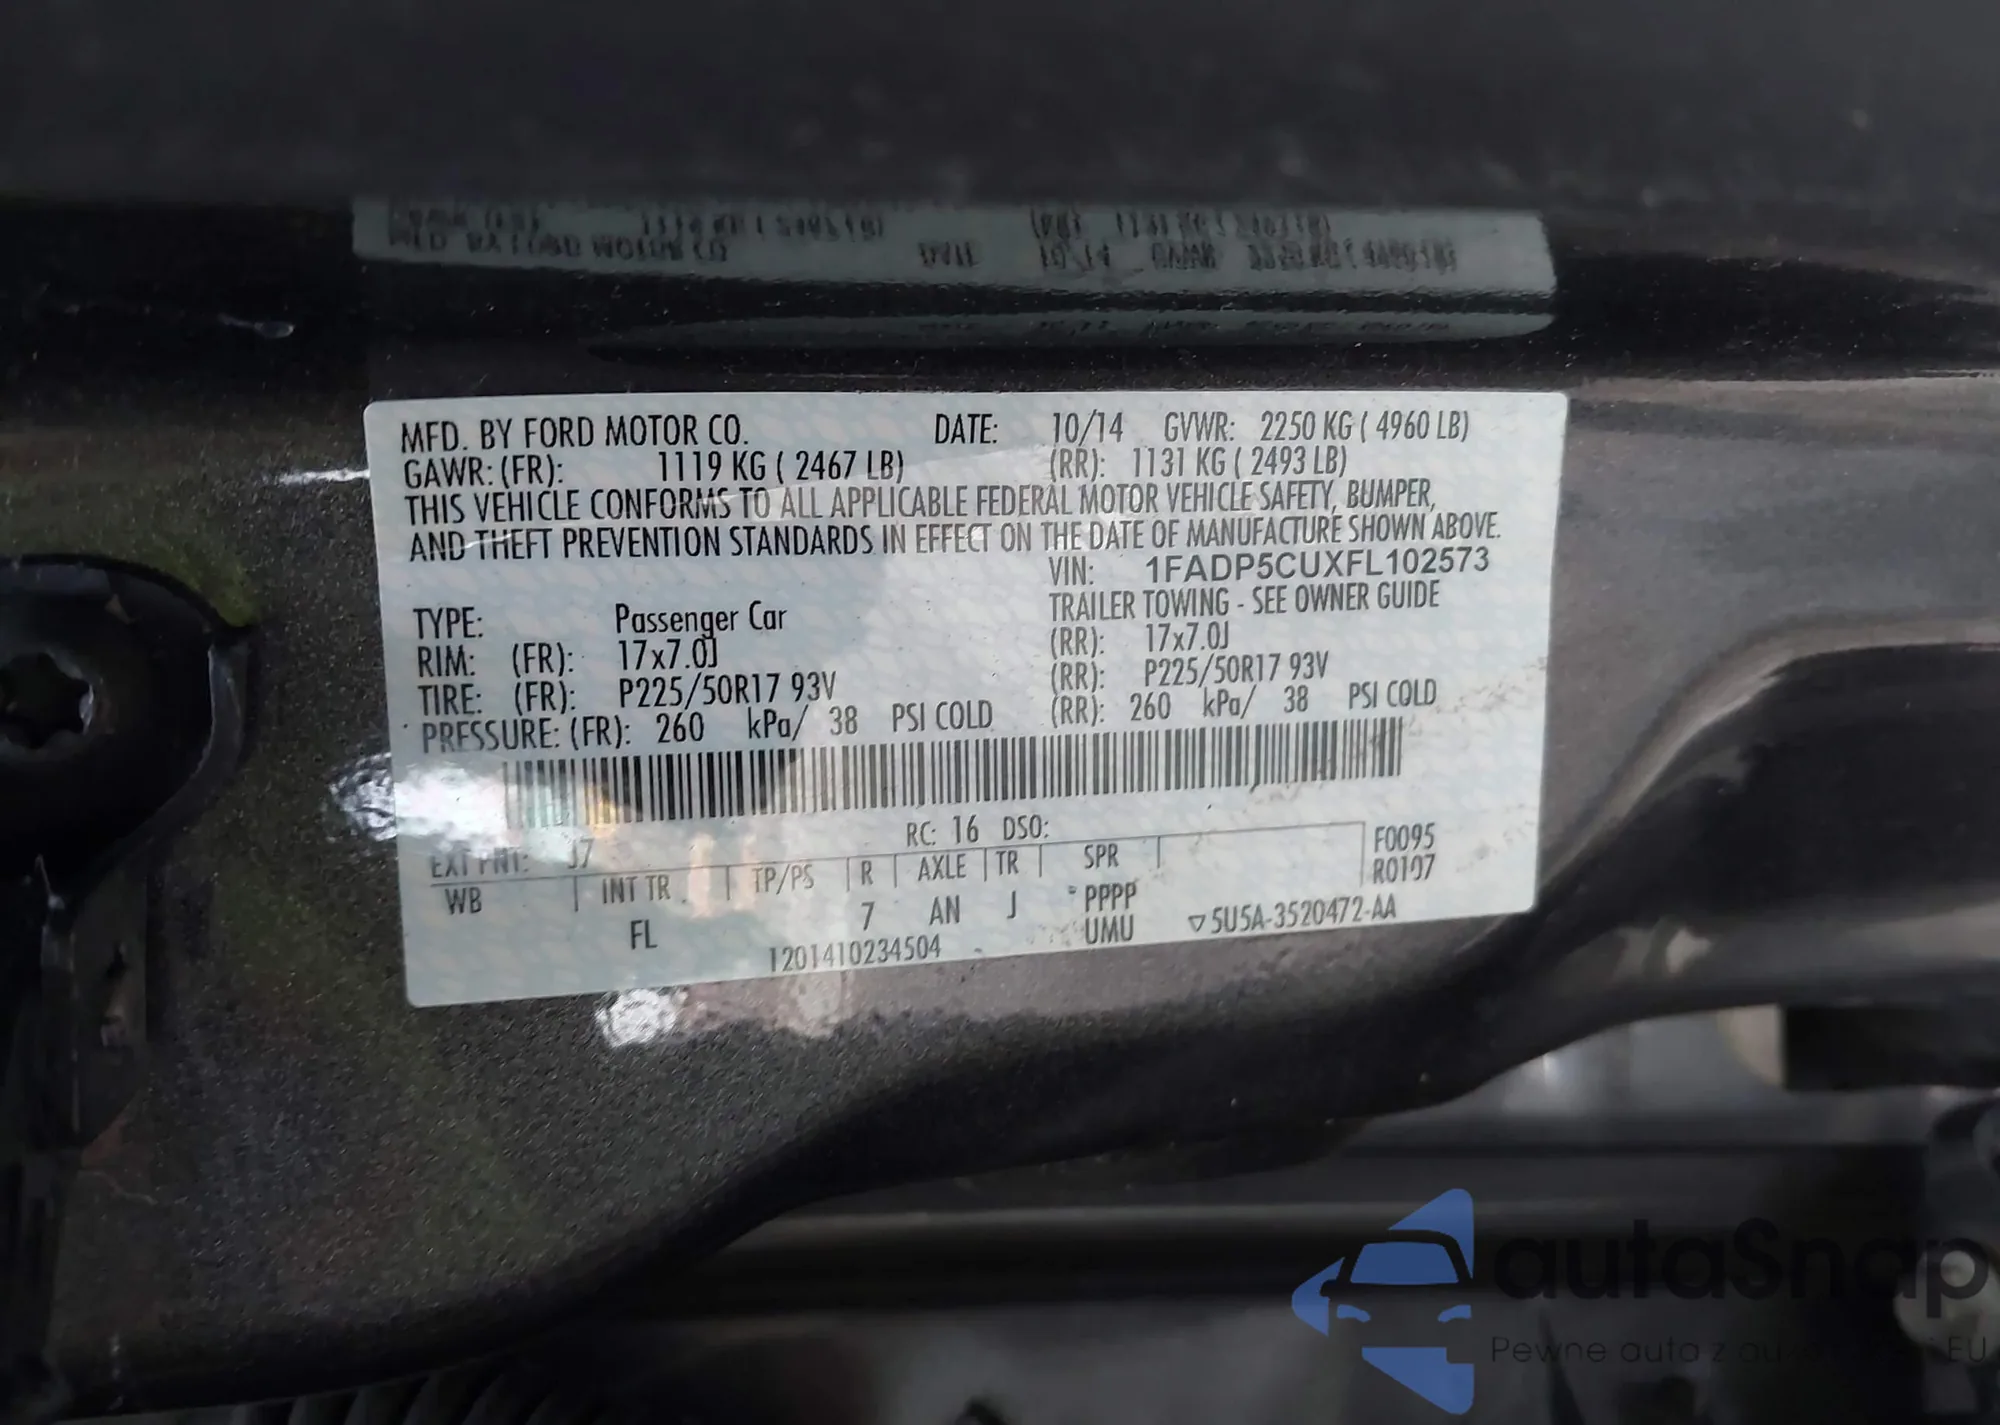 MFD. BY FORD MOTOR CO. DATE: 10/14 GVWR: 2250 KG ( 4960 LB)
GAWR: (FR): 1119 KG ( 2467 LB) (RR): 1131 KG ( 2493 LB)
THIS VEHICLE CONFORMS TO ALL APPLICABLE FEDERAL MOTOR VEHICLE SAFETY, BUMPER,
AND THEFT PREVENTION STANDARDS IN EFFECT ON THE DATE OF MANUFACTURE SHOWN ABOVE.
VIN: 1FADP5CUXFL102573
TYPE: Passenger Car TRAILER TOWING - SEE OWNER GUIDE
RIM: (FR): 17x7.0J (RR): 17x7.0J
TIRE: (FR): P225/50R17 93V (RR): P225/50R17 93V
PRESSURE: (FR): 260 kPa/ 38 PSI COLD (RR): 260 kPa/ 38 PSI COLD
RC: 16 DSO:
EXT PNT: J7 F0095
WB INT TR TP/PS R AXLE TR SPR R0107
FL 7 AN J PPPP
UMU
1201410234504 5U5A-3520472-AA
autaSnap
Pewne auta z EU